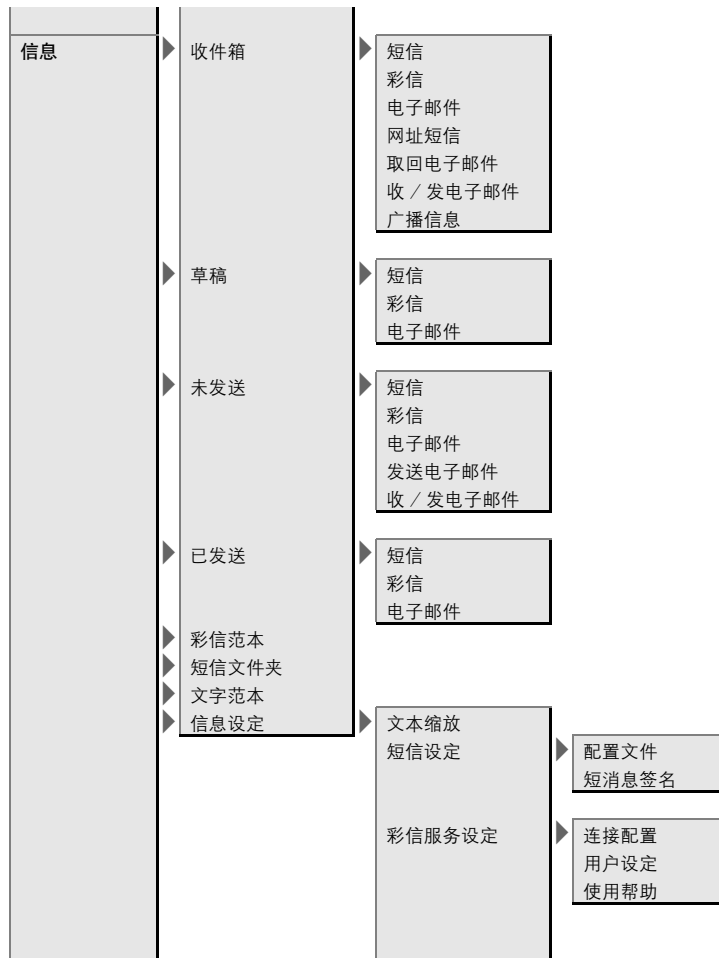 信息
收件箱
短信
彩信
电子邮件
网址短信
取回电子邮件
收 / 发电子邮件
广播信息
草稿
短信
彩信
电子邮件
未发送
短信
彩信
电子邮件
发送电子邮件
收 / 发电子邮件
已发送
短信
彩信
电子邮件
彩信范本
短信文件夹
文字范本
信息设定
文本缩放
短信设定
配置文件
短消息签名
彩信服务设定
连接配置
用户设定
使用帮助